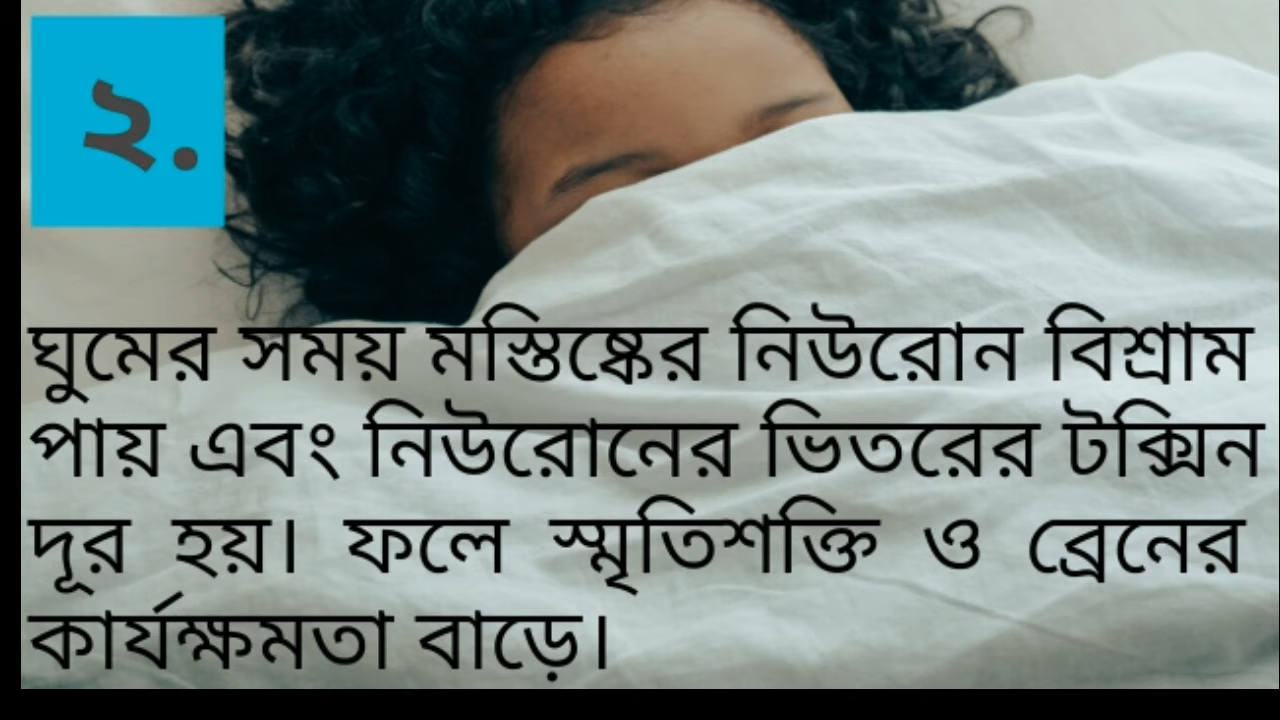 ২.
ঘুমের সময় মস্তিষ্কের নিউরোন বিশ্রাম
পায় এবং নিউরোনের ভিতরের টক্সিন
দূর হয়। ফলে স্মৃতিশক্তি ও ব্রেনের
কার্যক্ষমতা বাড়ে।